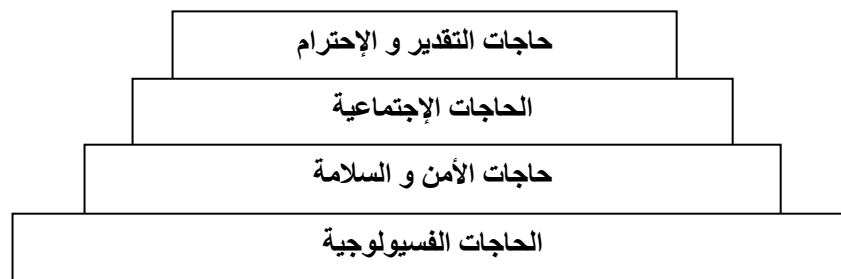 حاجات التقدير و الإحترام
الحاجات الإجتماعية
حاجات الأمن و السلامة
الحاجات الفسيولوجية